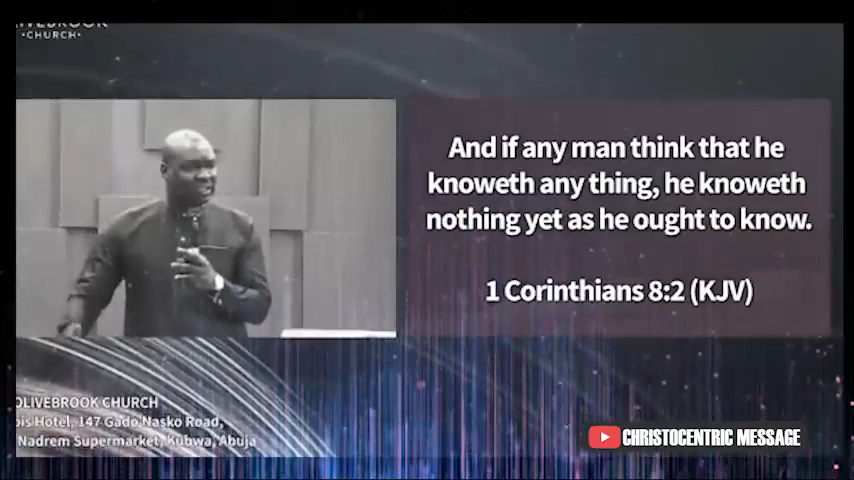 ·CHURCH·
And if any man think that he
knoweth any thing, he knoweth
nothing yet as he ought to know.
1 Corinthians 8:2 (KJV)
OLIVEBROOK CHURCH
Hotel, 147 Gado Nasko Road,
Nadrem Supermarket, Kubwa, Abuja
CHRISTOCENTRIC MESSAGE